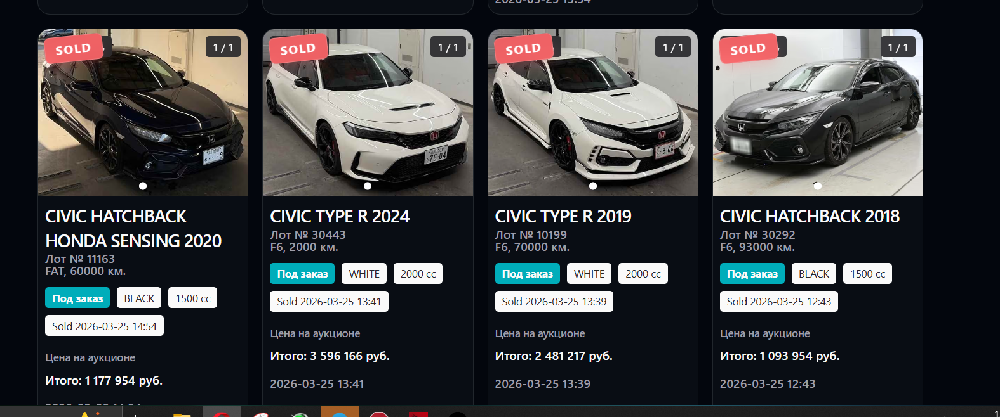 SOLD
1 / 1
CIVIC HATCHBACK
HONDA SENSING 2020
Лот № 11163
FAT, 60000 км.
Под заказ
BLACK
1500 cc
Sold 2026-03-25 14:54
Цена на аукционе
Итого: 1 177 954 руб.
SOLD
1 / 1
75-04
CIVIC TYPE R 2024
Лот № 30443
F6, 2000 км.
Под заказ
WHITE
2000 cc
Sold 2026-03-25 13:41
Цена на аукционе
Итого: 3 596 166 руб.
2026-03-25 13:41
SOLD
1 / 1
866
CIVIC TYPE R 2019
Лот № 10199
F6, 70000 км.
Под заказ
WHITE
2000 cc
Sold 2026-03-25 13:39
Цена на аукционе
Итого: 2 481 217 руб.
2026-03-25 13:39
SOLD
1 / 1
CIVIC HATCHBACK 2018
Лот № 30292
F6, 93000 км.
Под заказ
BLACK
1500 cc
Sold 2026-03-25 12:43
Цена на аукционе
Итого: 1 093 954 руб.
2026-03-25 12:43